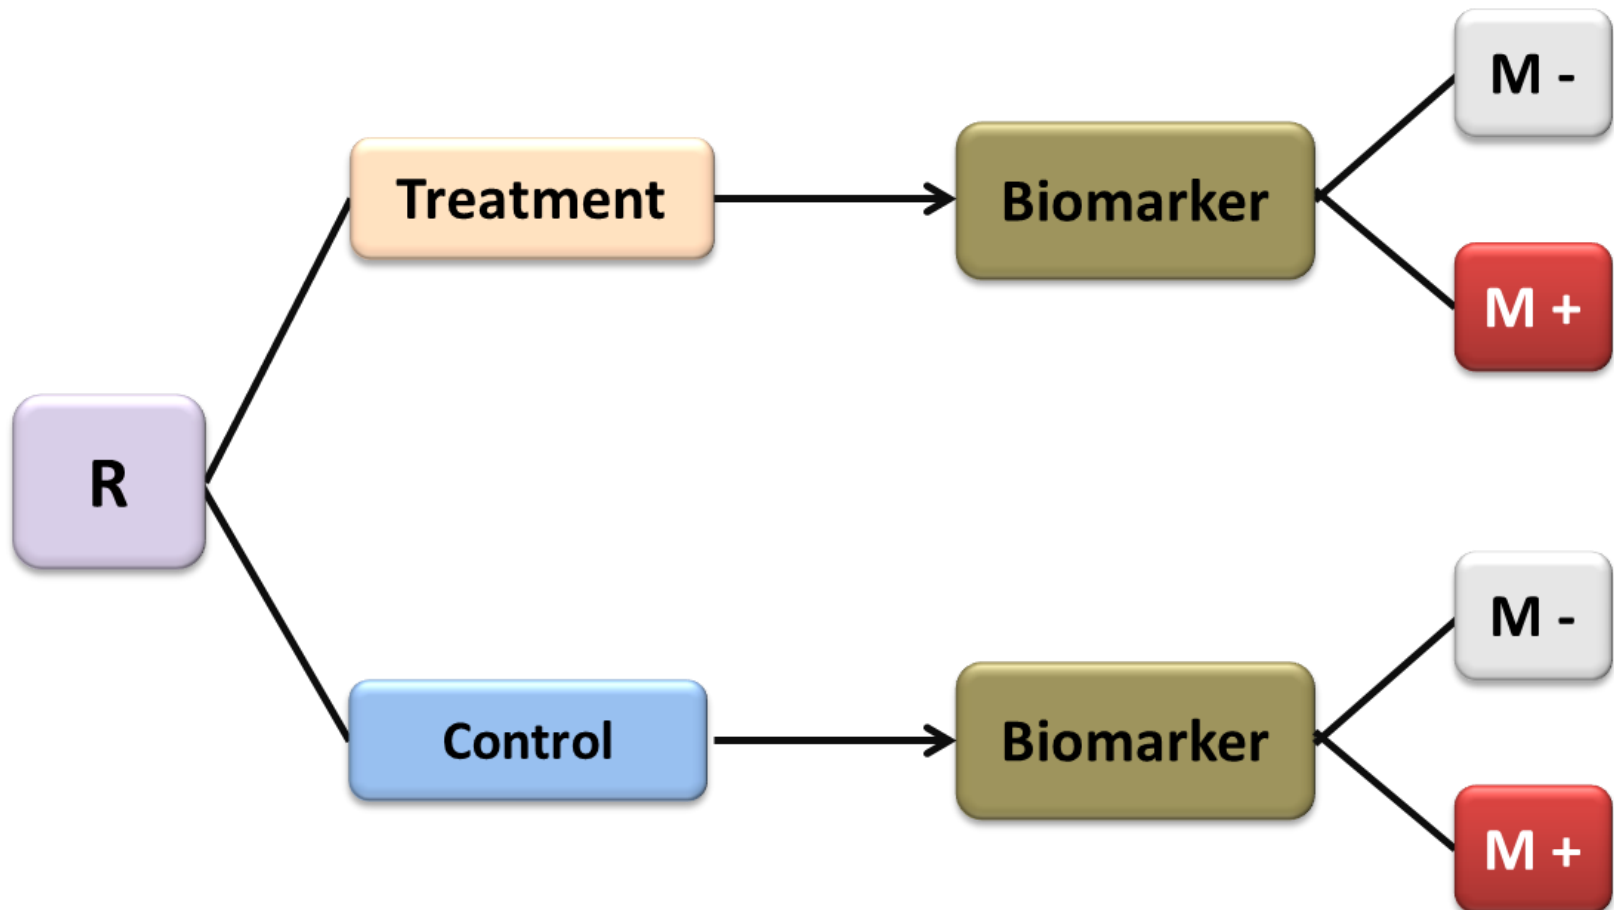 M -
Treatment
Biomarker
M +
R
M -
Control
Biomarker
M +